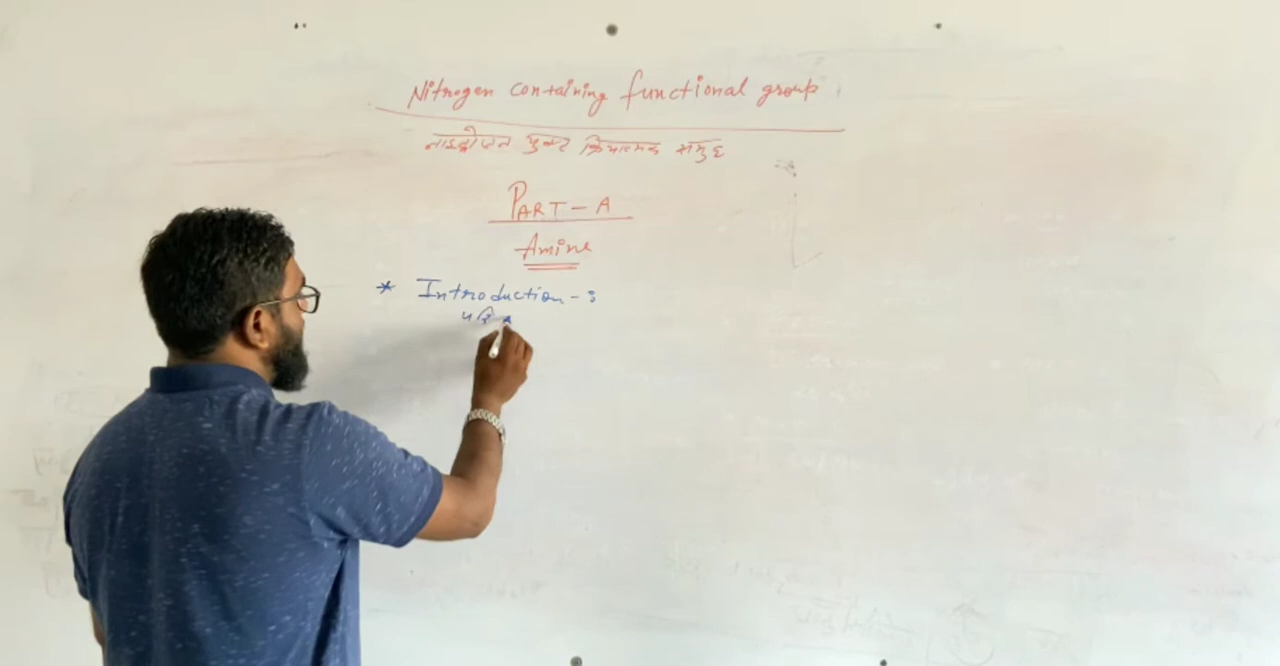 Nitrogen containing functional group
नाइट्रोजन युक्त क्रियात्मक समुह
PART - A
Amine
* Introduction - :